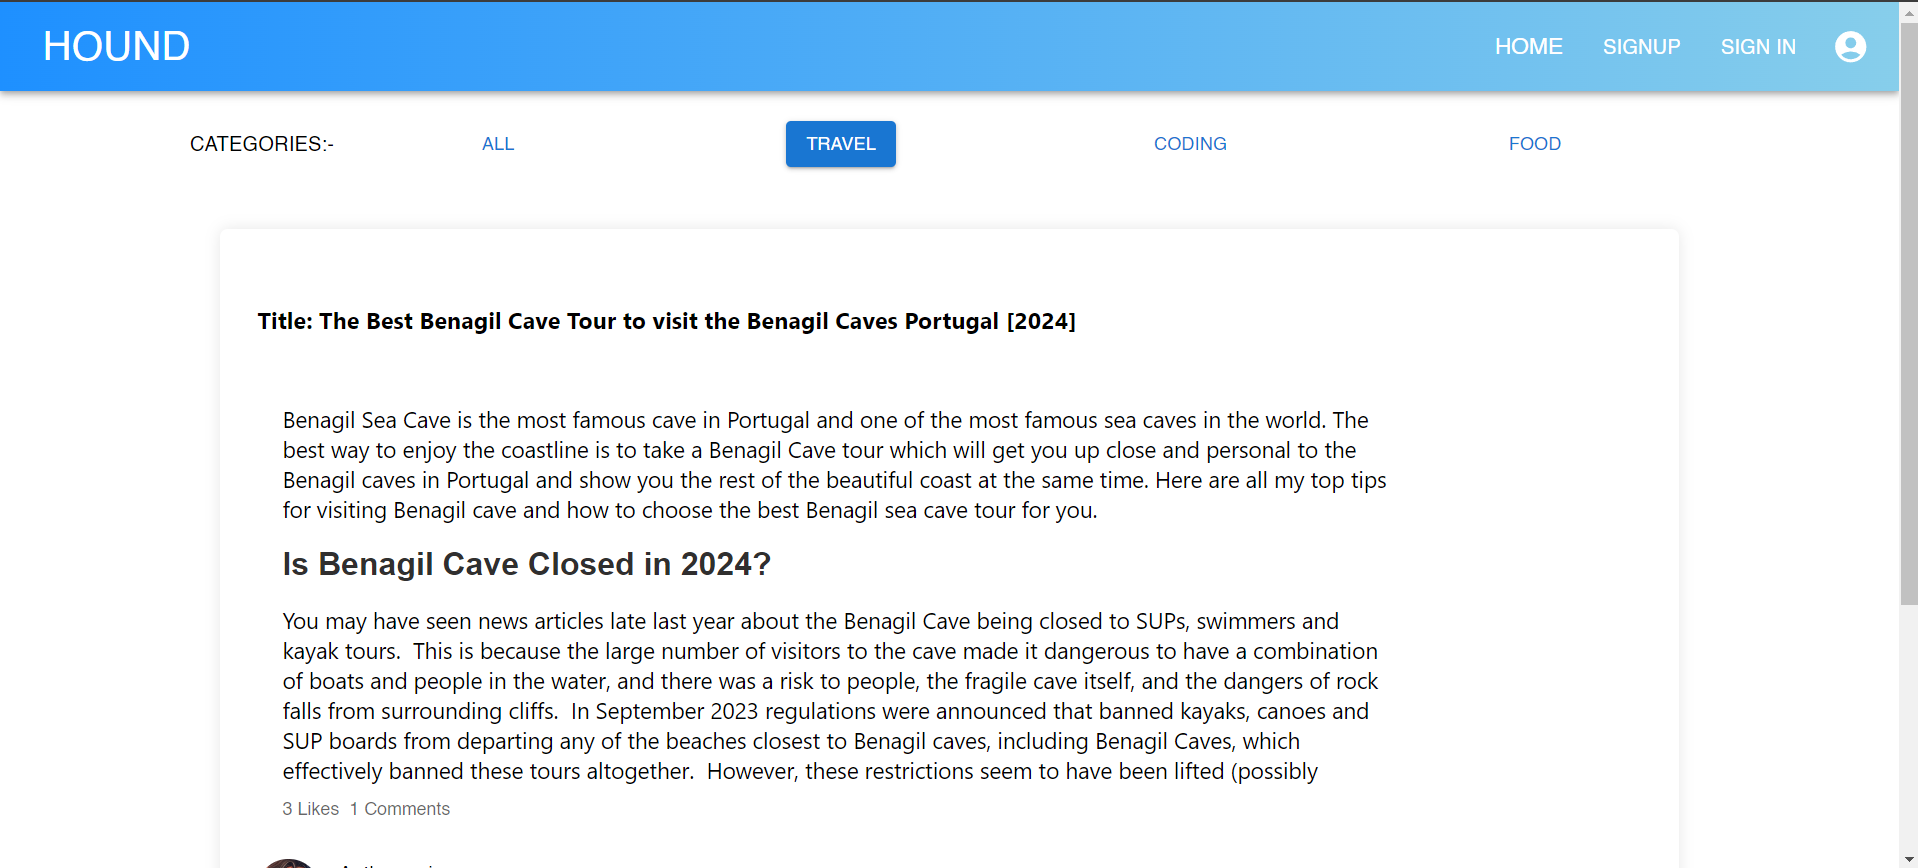 HOUND
HOME SIGNUP SIGN IN
CATEGORIES:- ALL TRAVEL CODING FOOD
Title: The Best Benagil Cave Tour to visit the Benagil Caves Portugal [2024]
Benagil Sea Cave is the most famous cave in Portugal and one of the most famous sea caves in the world. The
best way to enjoy the coastline is to take a Benagil Cave tour which will get you up close and personal to the
Benagil caves in Portugal and show you the rest of the beautiful coast at the same time. Here are all my top tips
for visiting Benagil cave and how to choose the best Benagil sea cave tour for you.
Is Benagil Cave Closed in 2024?
You may have seen news articles late last year about the Benagil Cave being closed to SUPs, swimmers and
kayak tours.  This is because the large number of visitors to the cave made it dangerous to have a combination
of boats and people in the water, and there was a risk to people, the fragile cave itself, and the dangers of rock
falls from surrounding cliffs.  In September 2023 regulations were announced that banned kayaks, canoes and
SUP boards from departing any of the beaches closest to Benagil caves, including Benagil Caves, which
effectively banned these tours altogether.  However, these restrictions seem to have been lifted (possibly
3 Likes 1 Comments